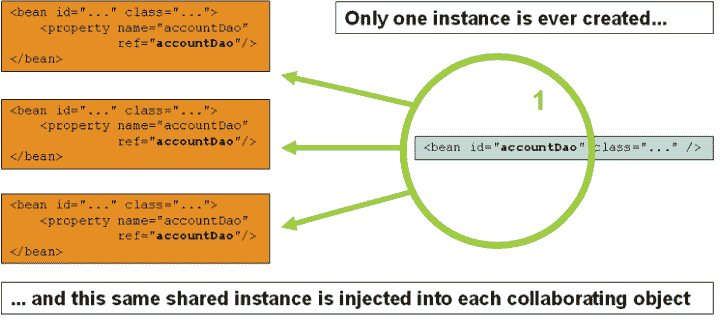 Only one instance is ever created...
<bean id="..." class="...">
<property name="accountDao"
ref="accountDao"/>
</bean>
<bean id="..." class="...">
<property name="accountDao"
ref="accountDao"/>
</bean>
<bean id="..." class="...">
<property name="accountDao"
ref="accountDao"/>
</bean>
1
<bean id="accountDao" class="..." />
... and this same shared instance is injected into each collaborating object